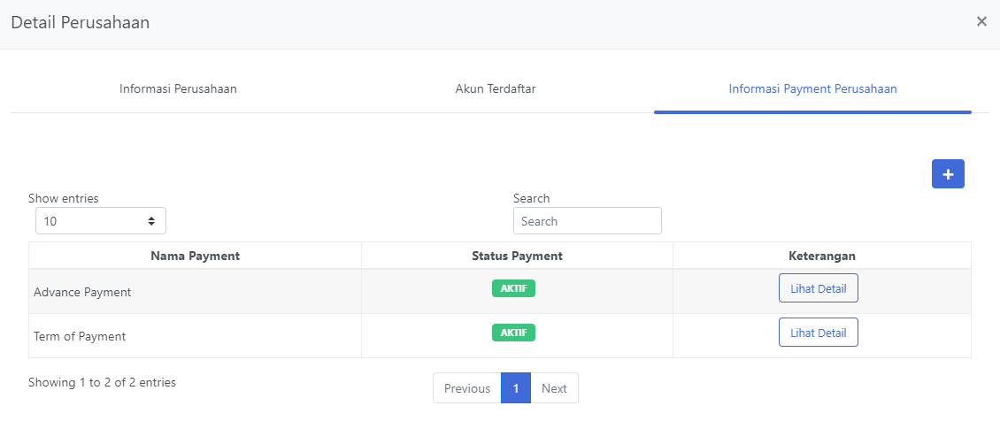 Detail Perusahaan ×
Informasi Perusahaan Akun Terdaftar Informasi Payment Perusahaan
+
Show entries Search
10 Search
Nama Payment Status Payment Keterangan
Advance Payment AKTIF Lihat Detail
Term of Payment AKTIF Lihat Detail
Showing 1 to 2 of 2 entries Previous 1 Next